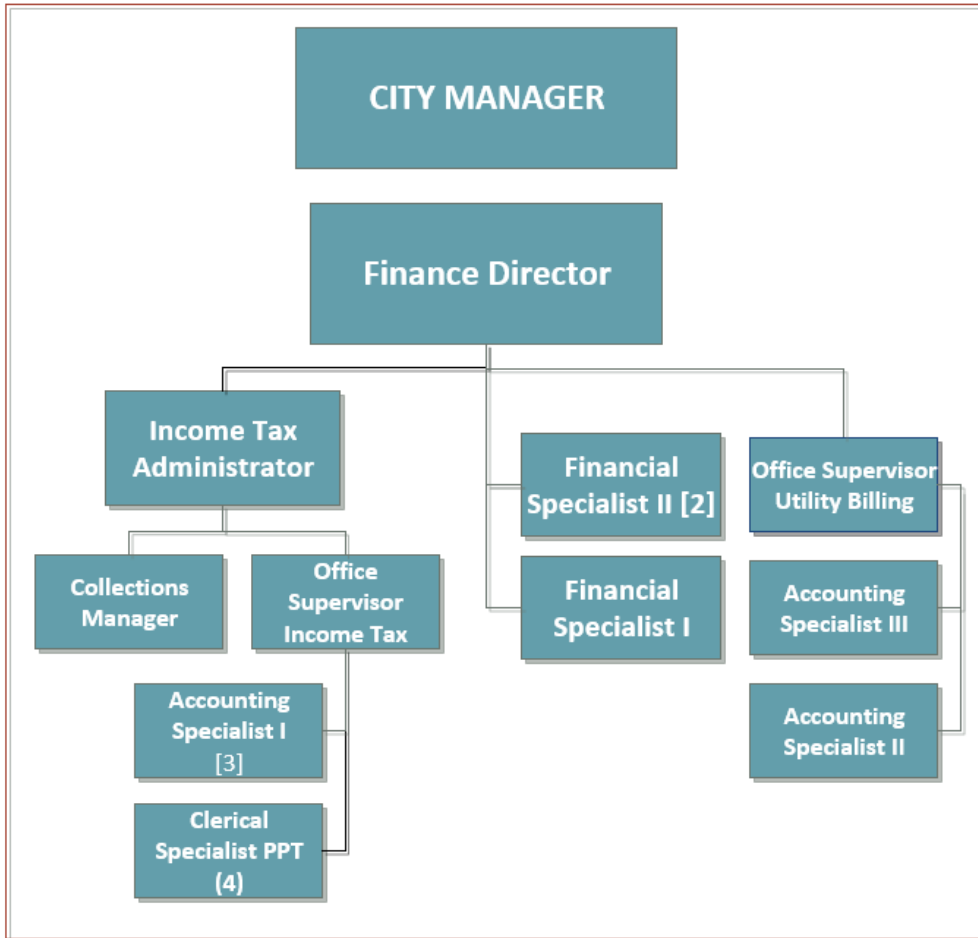 CITY MANAGER
Finance Director
Income Tax
Administrator
Collections
Manager
Office
Supervisor
Income Tax
Accounting
Specialist I
[3]
Clerical
Specialist PPT
(4)
Financial
Specialist II [2]
Financial
Specialist I
Office Supervisor
Utility Billing
Accounting
Specialist III
Accounting
Specialist II